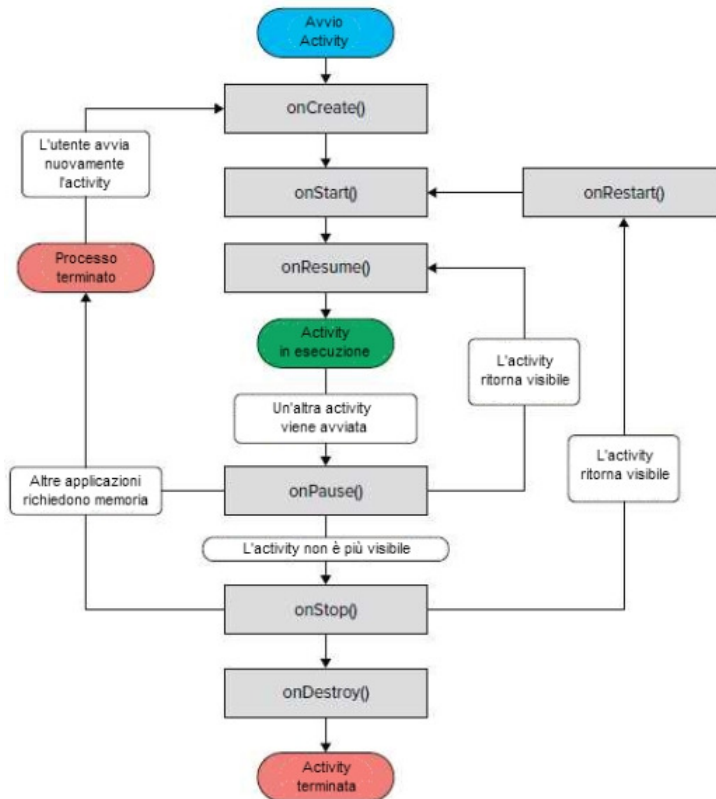 Avvio
Activity
onCreate()
L'utente avvia
nuovamente
l'activity
onStart()
onRestart()
Processo
terminato
onResume()
Activity
in esecuzione
L'activity
ritorna visibile
Un'altra activity
viene avviata
L'activity
ritorna visibile
Altre applicazioni
richiedono memoria
onPause()
L'activity non è più visibile
onStop()
onDestroy()
Activity
terminata